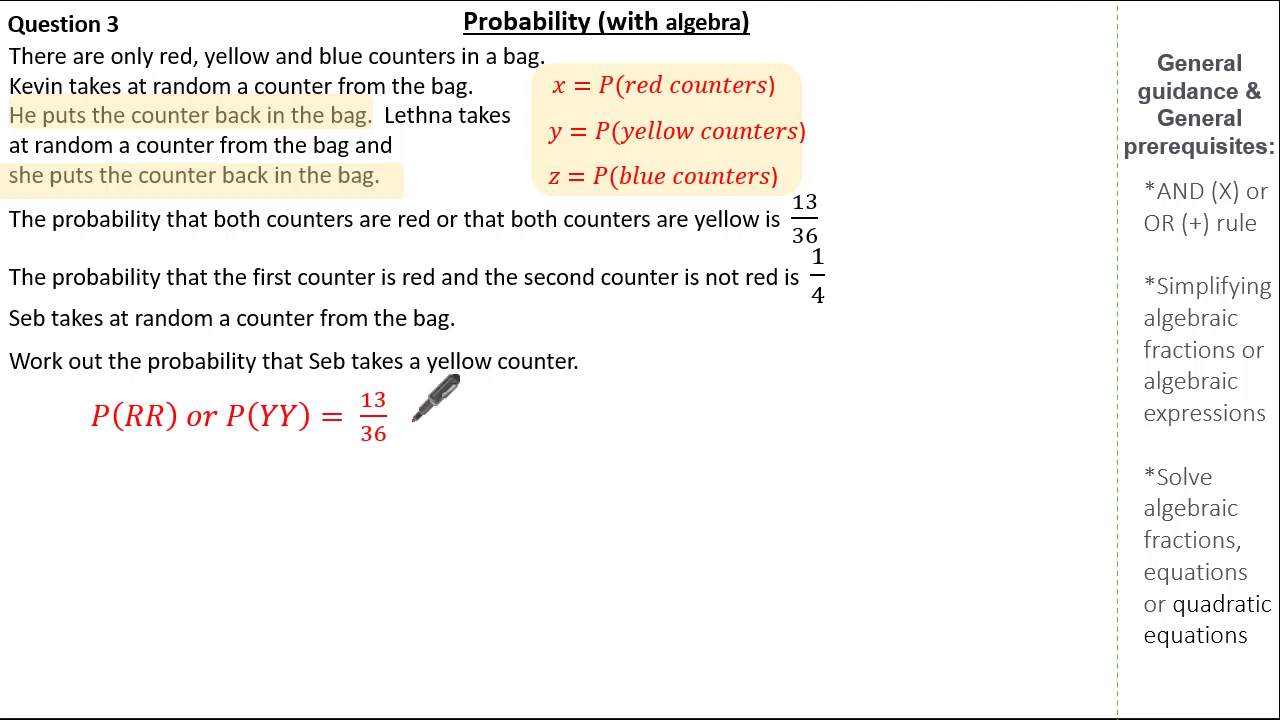 Question 3
Probability (with algebra)
There are only red, yellow and blue counters in a bag.
Kevin takes at random a counter from the bag.
He puts the counter back in the bag. Lethna takes
at random a counter from the bag and
she puts the counter back in the bag.
x = P(red counters)
y = P(yellow counters)
z = P(blue counters)
The probability that both counters are red or that both counters are yellow is 13/36
The probability that the first counter is red and the second counter is not red is 1/4
Seb takes at random a counter from the bag.
Work out the probability that Seb takes a yellow counter.
P(RR) or P(YY) = 13/36
General
guidance &
General
prerequisites:
*AND (X) or
OR (+) rule
*Simplifying
algebraic
fractions or
algebraic
expressions
*Solve
algebraic
fractions,
equations
or quadratic
equations